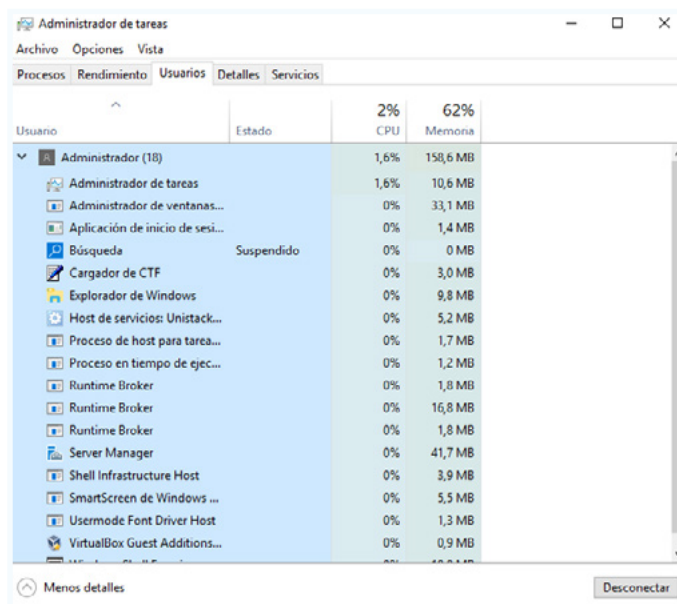 Administrador de tareas
Archivo Opciones Vista
Procesos Rendimiento Usuarios Detalles Servicios
2% 62%
Usuario Estado CPU Memoria
Administrador (18) 1,6% 158,6 MB
Administrador de tareas 1,6% 10,6 MB
Administrador de ventanas... 0% 33,1 MB
Aplicación de inicio de sesi... 0% 1,4 MB
Búsqueda Suspendido 0% 0 MB
Cargador de CTF 0% 3,0 MB
Explorador de Windows 0% 9,8 MB
Host de servicios: Unistack... 0% 5,2 MB
Proceso de host para tarea... 0% 1,7 MB
Proceso en tiempo de ejec... 0% 1,2 MB
Runtime Broker 0% 1,8 MB
Runtime Broker 0% 16,8 MB
Runtime Broker 0% 1,8 MB
Server Manager 0% 41,7 MB
Shell Infrastructure Host 0% 3,9 MB
SmartScreen de Windows ... 0% 5,5 MB
Usermode Font Driver Host 0% 1,3 MB
VirtualBox Guest Additions... 0% 0,9 MB
Menos detalles Desconectar